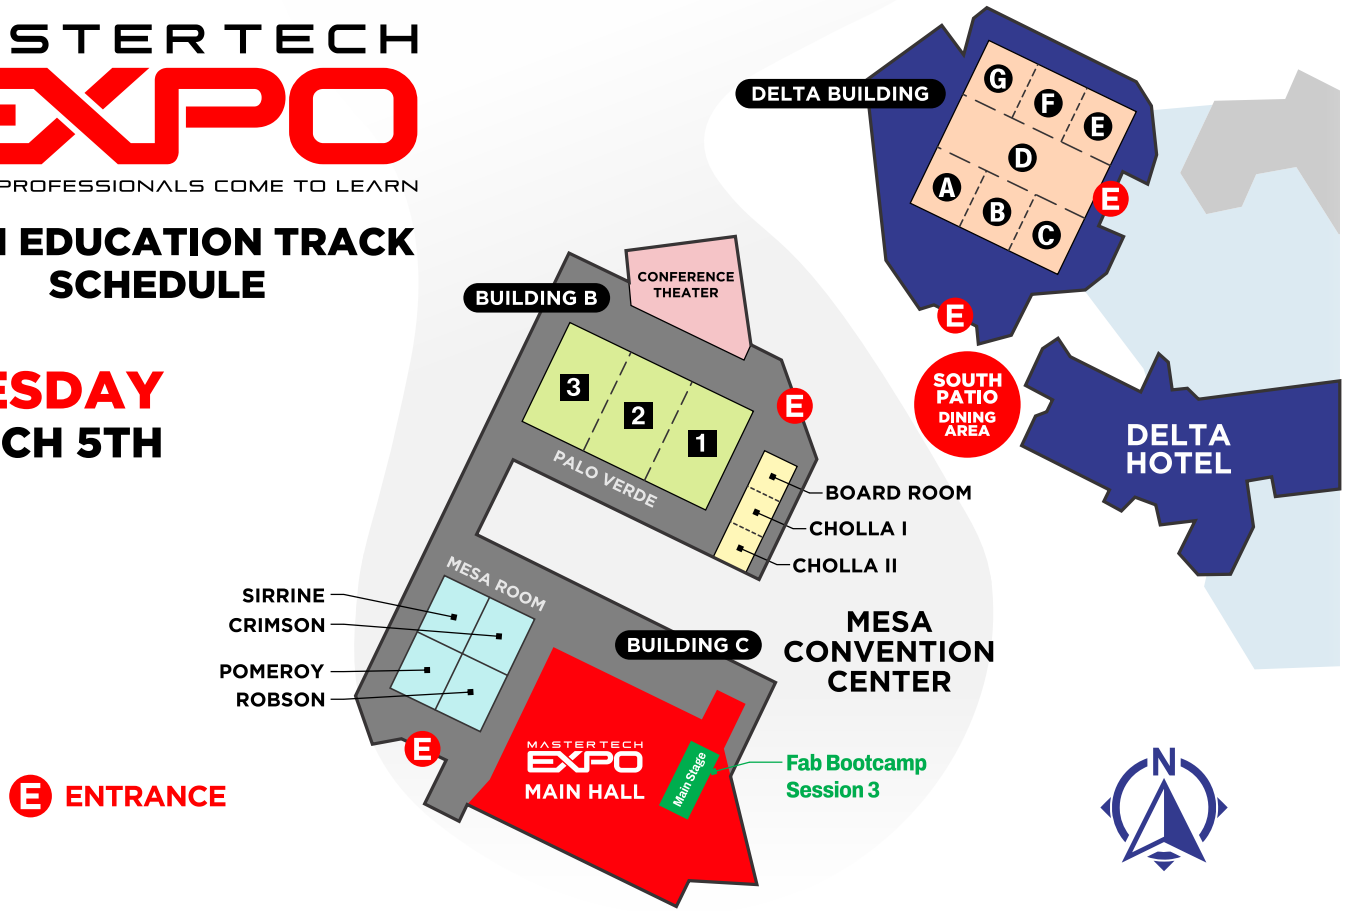 STERTECH
EXPO
PROFESSIONALS COME TO LEARN
EDUCATION TRACK
SCHEDULE
ESDAY
CH 5TH
DELTA BUILDING
G
F
E
D
A
B
C
E
E
SOUTH
PATIO
DINING
AREA
DELTA
HOTEL
CONFERENCE
THEATER
BUILDING B
3
2
1
E
PALO VERDE
BOARD ROOM
CHOLLA I
CHOLLA II
MESA ROOM
SIRRINE
CRIMSON
POMEROY
ROBSON
BUILDING C
MESA
CONVENTION
CENTER
E
MASTERTECH
EXPO
MAIN HALL
Main Stage
Fab Bootcamp
Session 3
E ENTRANCE
N